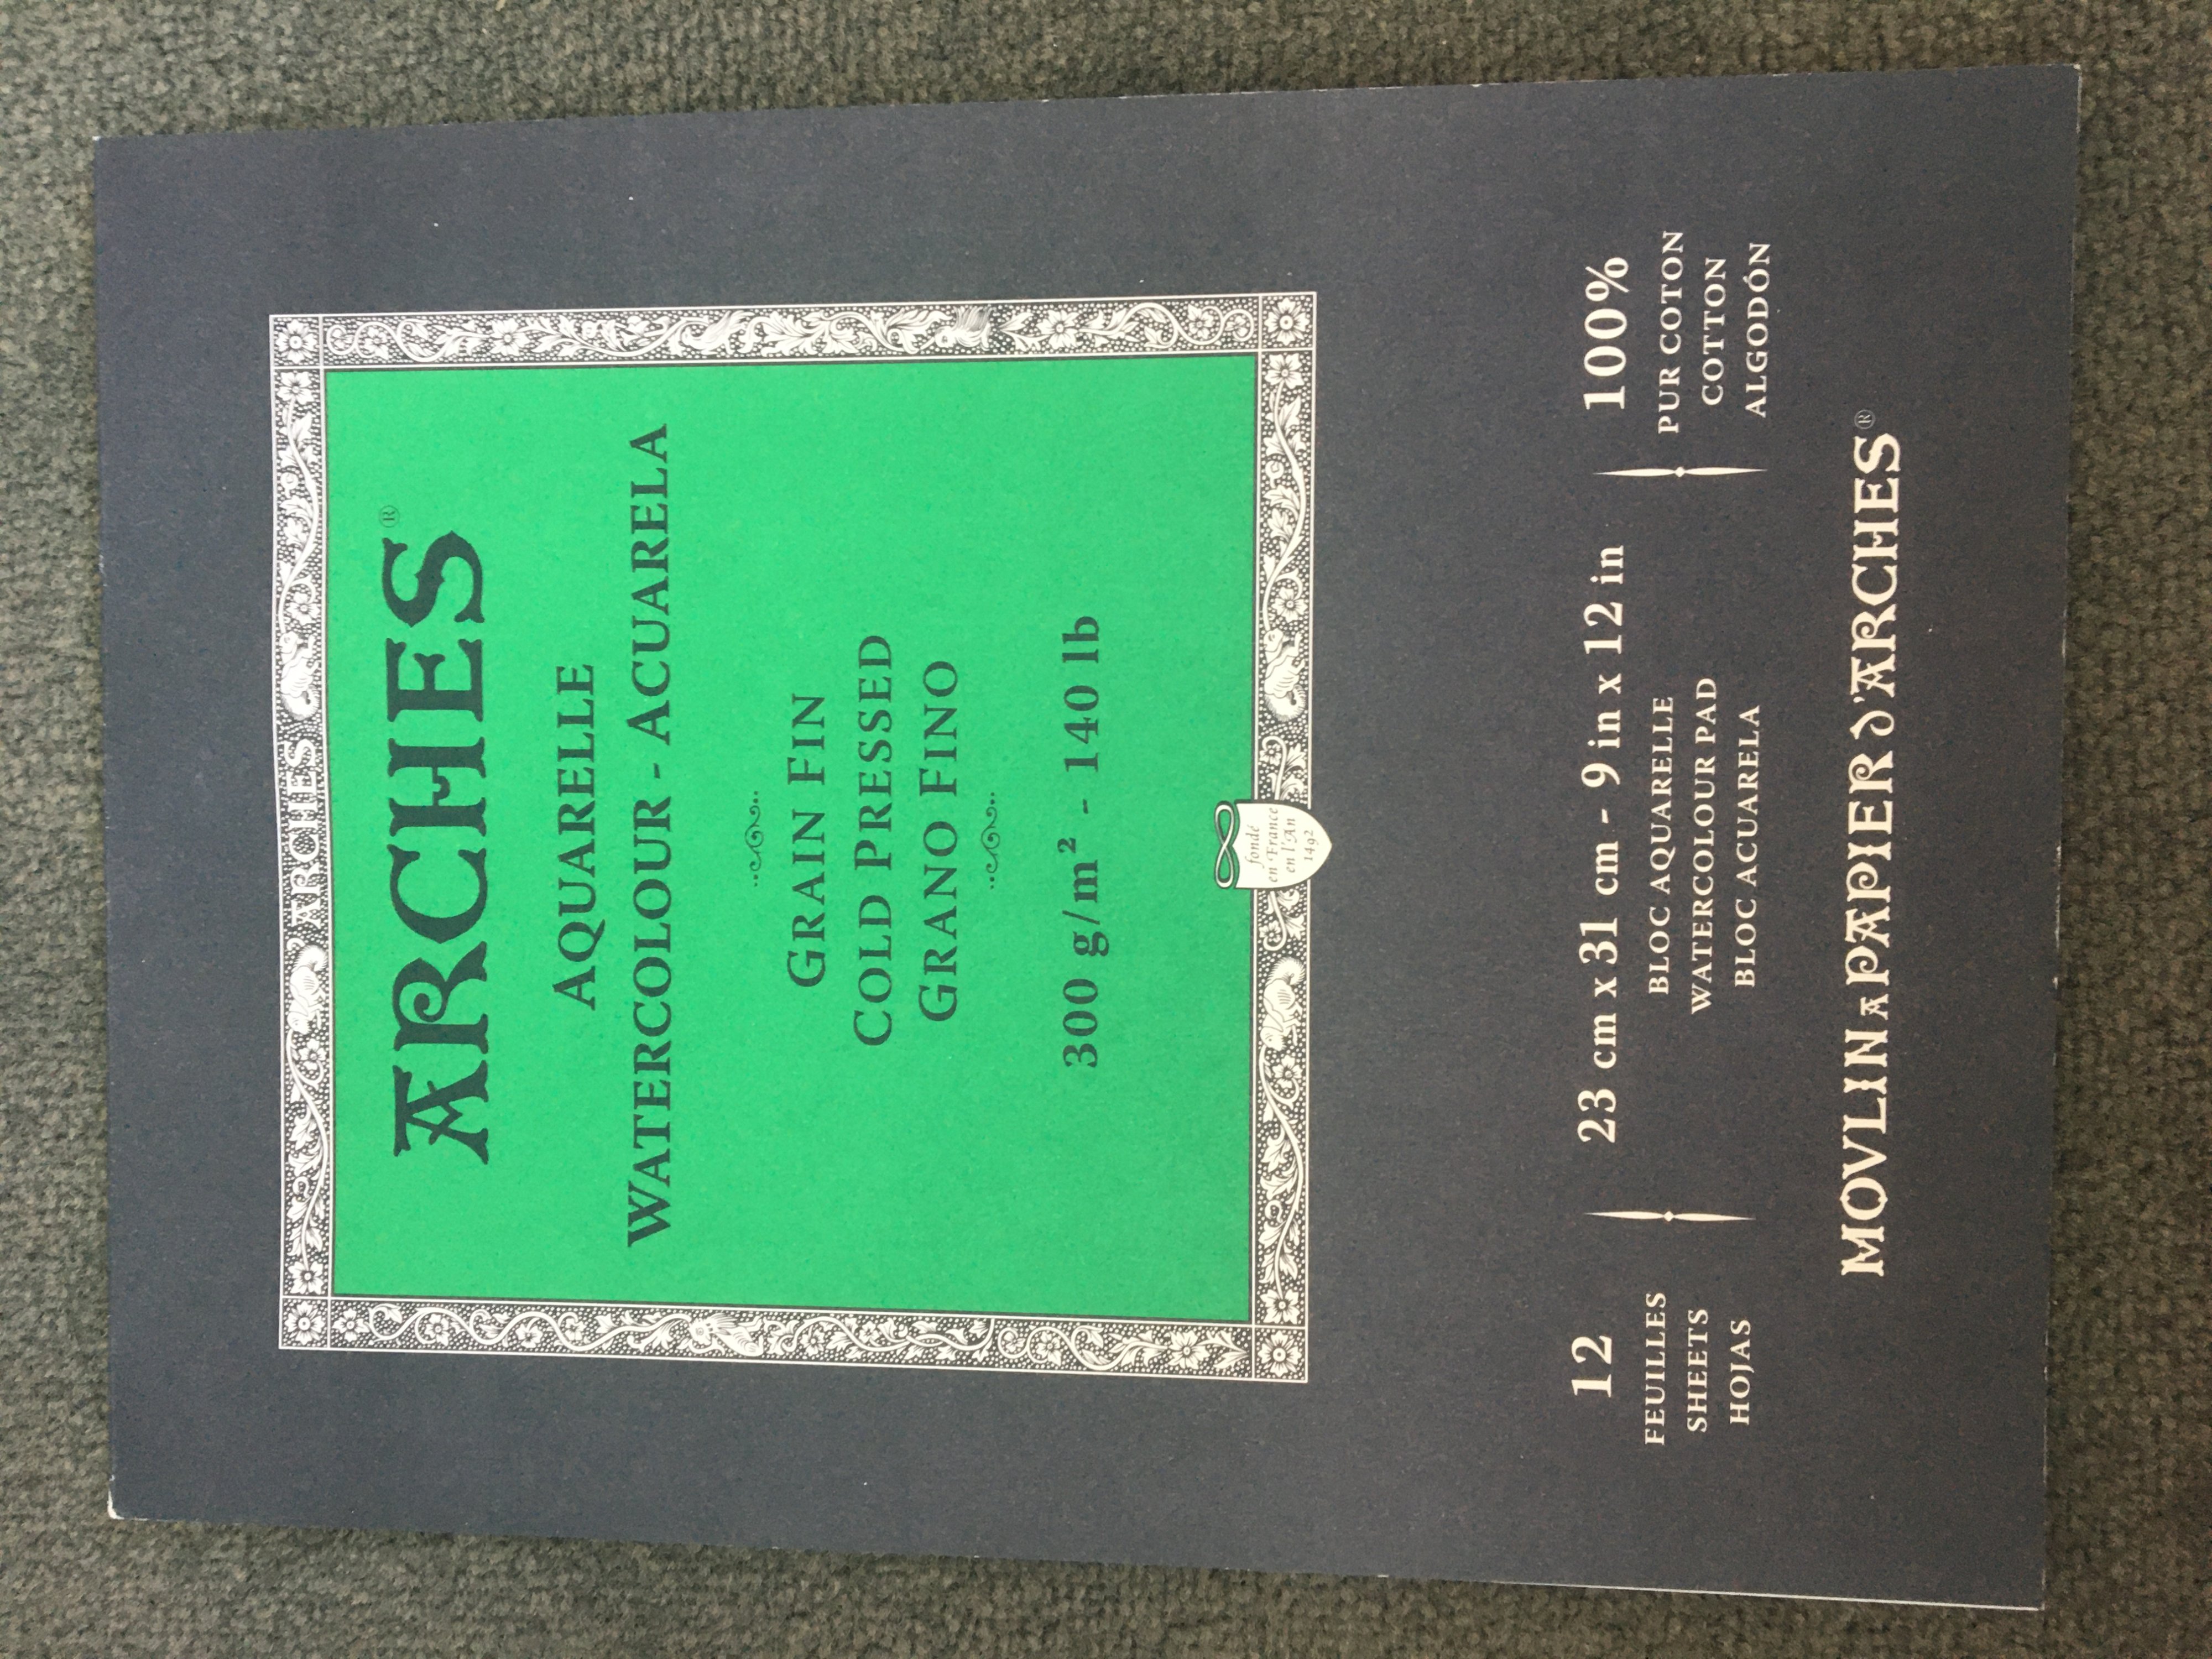 ARCHES
ARCHES®
AQUARELLE
WATERCOLOUR - ACUARELA
GRAIN FIN
COLD PRESSED
GRANO FINO
300 g/m² - 140 lb
fondé
en France
en l'An
1492
12
FEUILLES
SHEETS
HOJAS
23 cm x 31 cm - 9 in x 12 in
BLOC AQUARELLE
WATERCOLOUR PAD
BLOC ACUARELA
100%
PUR COTON
COTTON
ALGODÓN
MOVLIN A PAPIER D'ARCHES®